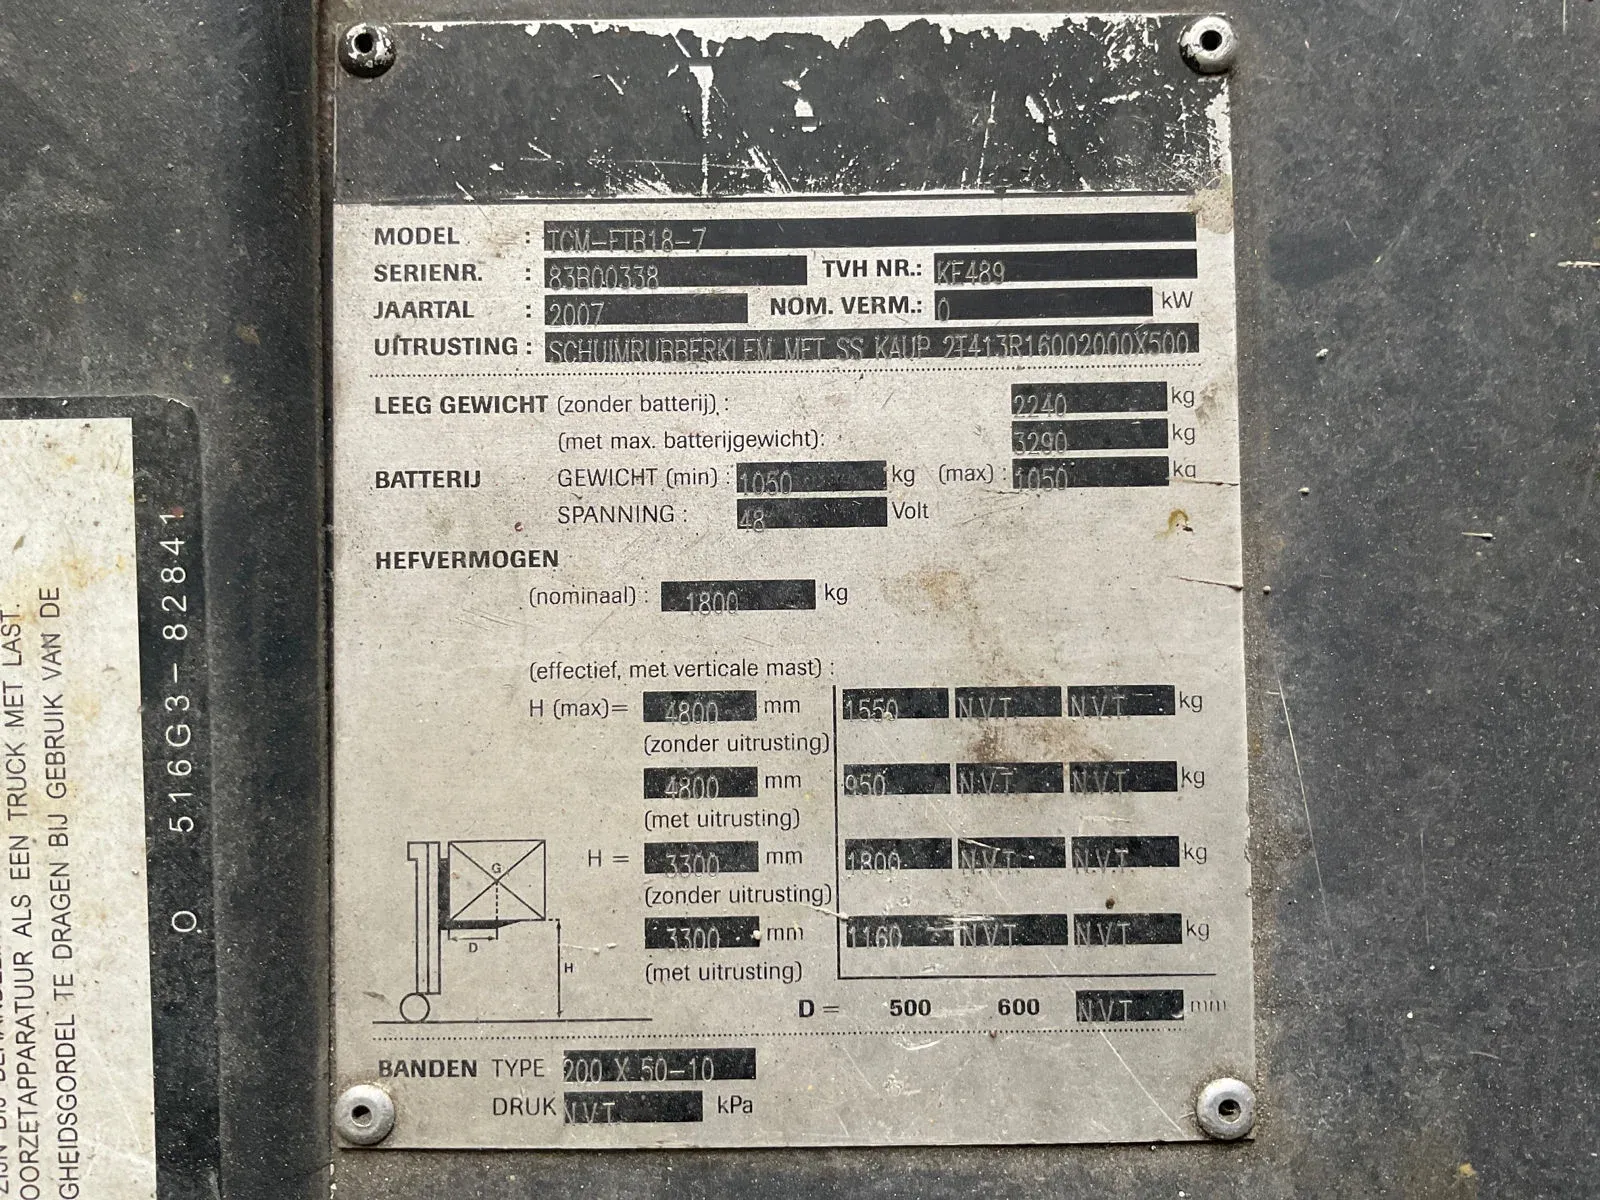 MODEL : TCM-FTB18-7
SERIENR. : 83B00338 TVH NR.: KF489
JAARTAL : 2007 NOM. VERM.: 0 kW
UITRUSTING : SCHUIMRUBBERKLEM MET SS KAUP 2T413R16002000X500
LEEG GEWICHT (zonder batterij) : 2240 kg
(met max. batterijgewicht): 3290 kg
BATTERIJ GEWICHT (min) : 1050 kg (max) : 1050 kg
SPANNING : 48 Volt
HEFVERMOGEN
(nominaal) : 1800 kg
(effectief, met verticale mast) :
H (max)= 4800 mm 1550 N.V.T. N.V.T. kg
(zonder uitrusting)
4800 mm 950 N.V.T. N.V.T. kg
(met uitrusting)
H = 3300 mm 1800 N.V.T. N.V.T. kg
(zonder uitrusting)
3300 mm 1160 N.V.T. N.V.T. kg
(met uitrusting)
G
D
H
D = 500 600 N.V.T. mm
BANDEN TYPE 200 X 50-10
DRUK N.V.T. kPa
O 516G3-82841
ZIJN BIJ
OORZETAPPARATUUR ALS EEN TRUCK MET LAST.
GHEIDSGORDEL TE DRAGEN BIJ GEBRUIK VAN DE